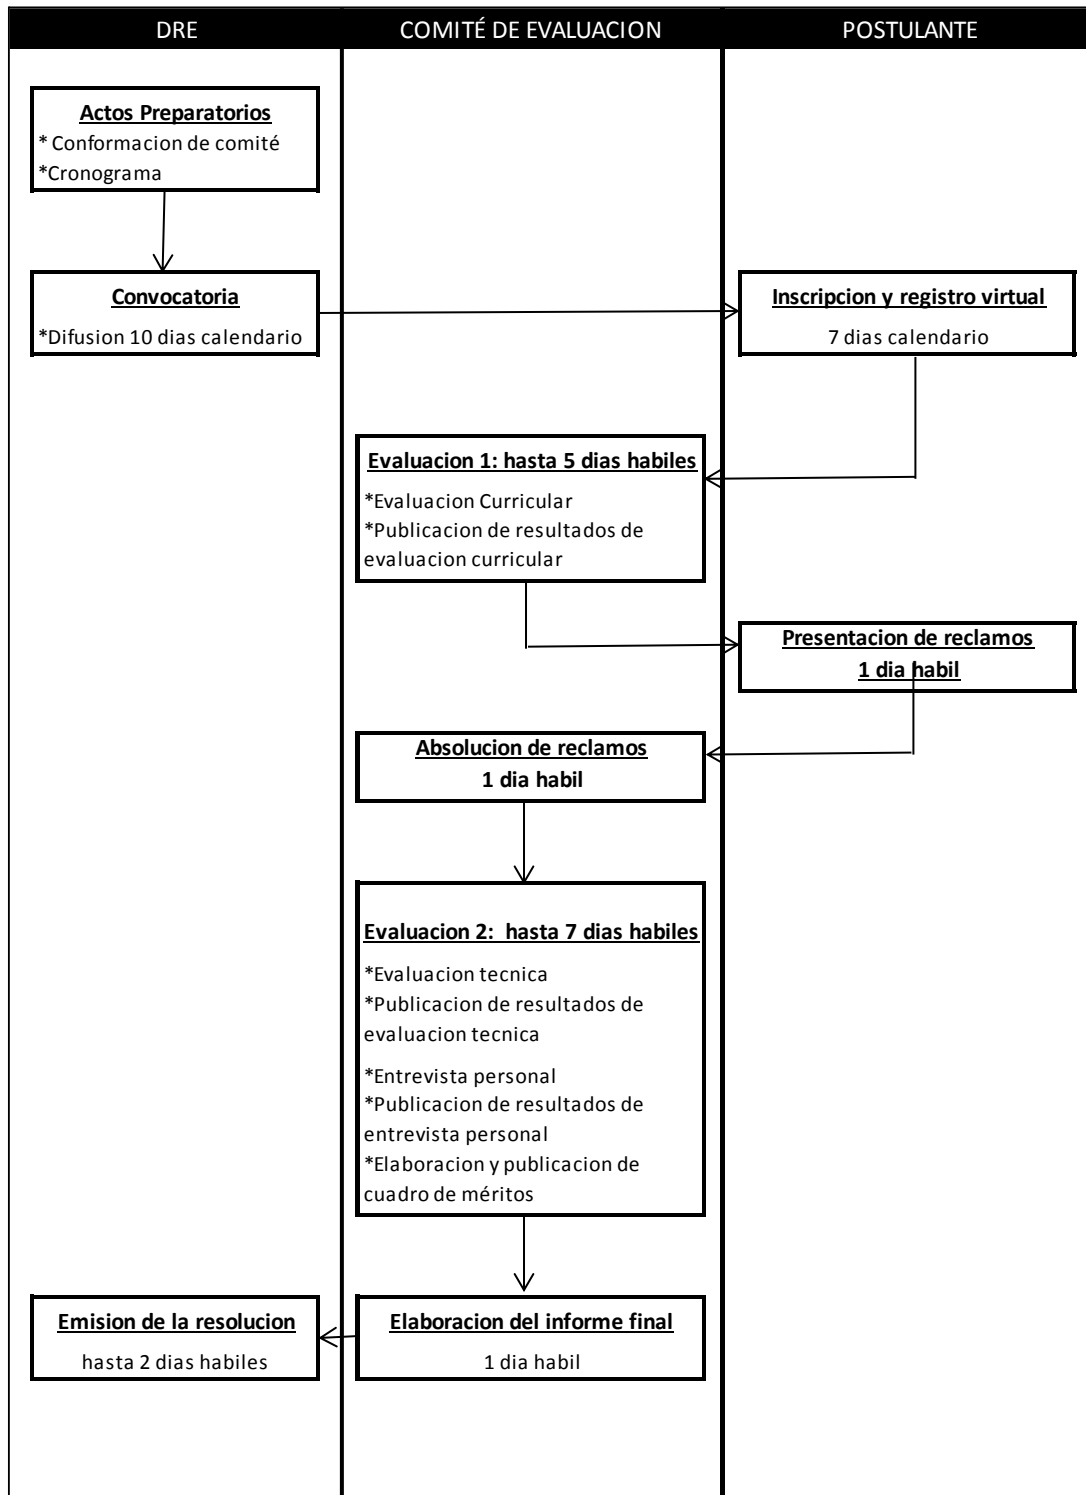 DRE
COMITÉ DE EVALUACION
POSTULANTE
Actos Preparatorios
* Conformacion de comité
*Cronograma
Convocatoria
*Difusion 10 dias calendario
Inscripcion y registro virtual
7 dias calendario
Evaluacion 1: hasta 5 dias habiles
*Evaluacion Curricular
*Publicacion de resultados de
evaluacion curricular
Presentacion de reclamos
1 dia habil
Absolucion de reclamos
1 dia habil
Evaluacion 2:  hasta 7 dias habiles
*Evaluacion tecnica
*Publicacion de resultados de
evaluacion tecnica
*Entrevista personal
*Publicacion de resultados de
entrevista personal
*Elaboracion y publicacion de
cuadro de méritos
Emision de la resolucion
hasta 2 dias habiles
Elaboracion del informe final
1 dia habil